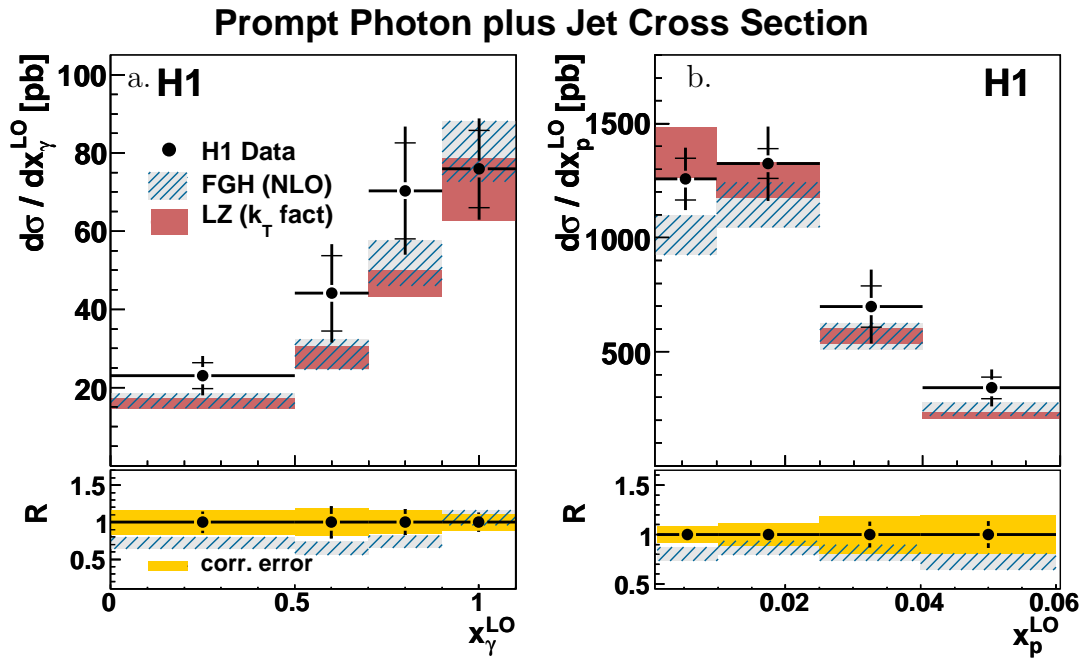 Prompt Photon plus Jet Cross Section
a. H1
dσ / dx_γ^LO [pb]
100
80
60
40
20
H1 Data
FGH (NLO)
LZ (k_T fact)
R
1.5
1
0.5
corr. error
0 0.5 1
x_γ^LO
b. H1
dσ / dx_p^LO [pb]
1500
1000
500
R
1.5
1
0.5
0.02 0.04 0.06
x_p^LO